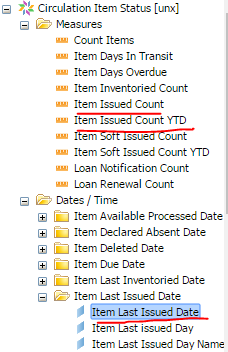 Circulation Item Status [unx]
Measures
Count Items
Item Days In Transit
Item Days Overdue
Item Inventoried Count
Item Issued Count
Item Issued Count YTD
Item Soft Issued Count
Item Soft Issued Count YTD
Loan Notification Count
Loan Renewal Count
Dates / Time
Item Available Processed Date
Item Declared Absent Date
Item Deleted Date
Item Due Date
Item Last Inventoried Date
Item Last Issued Date
Item Last Issued Date
Item Last issued Day
Item Last Issued Day Name